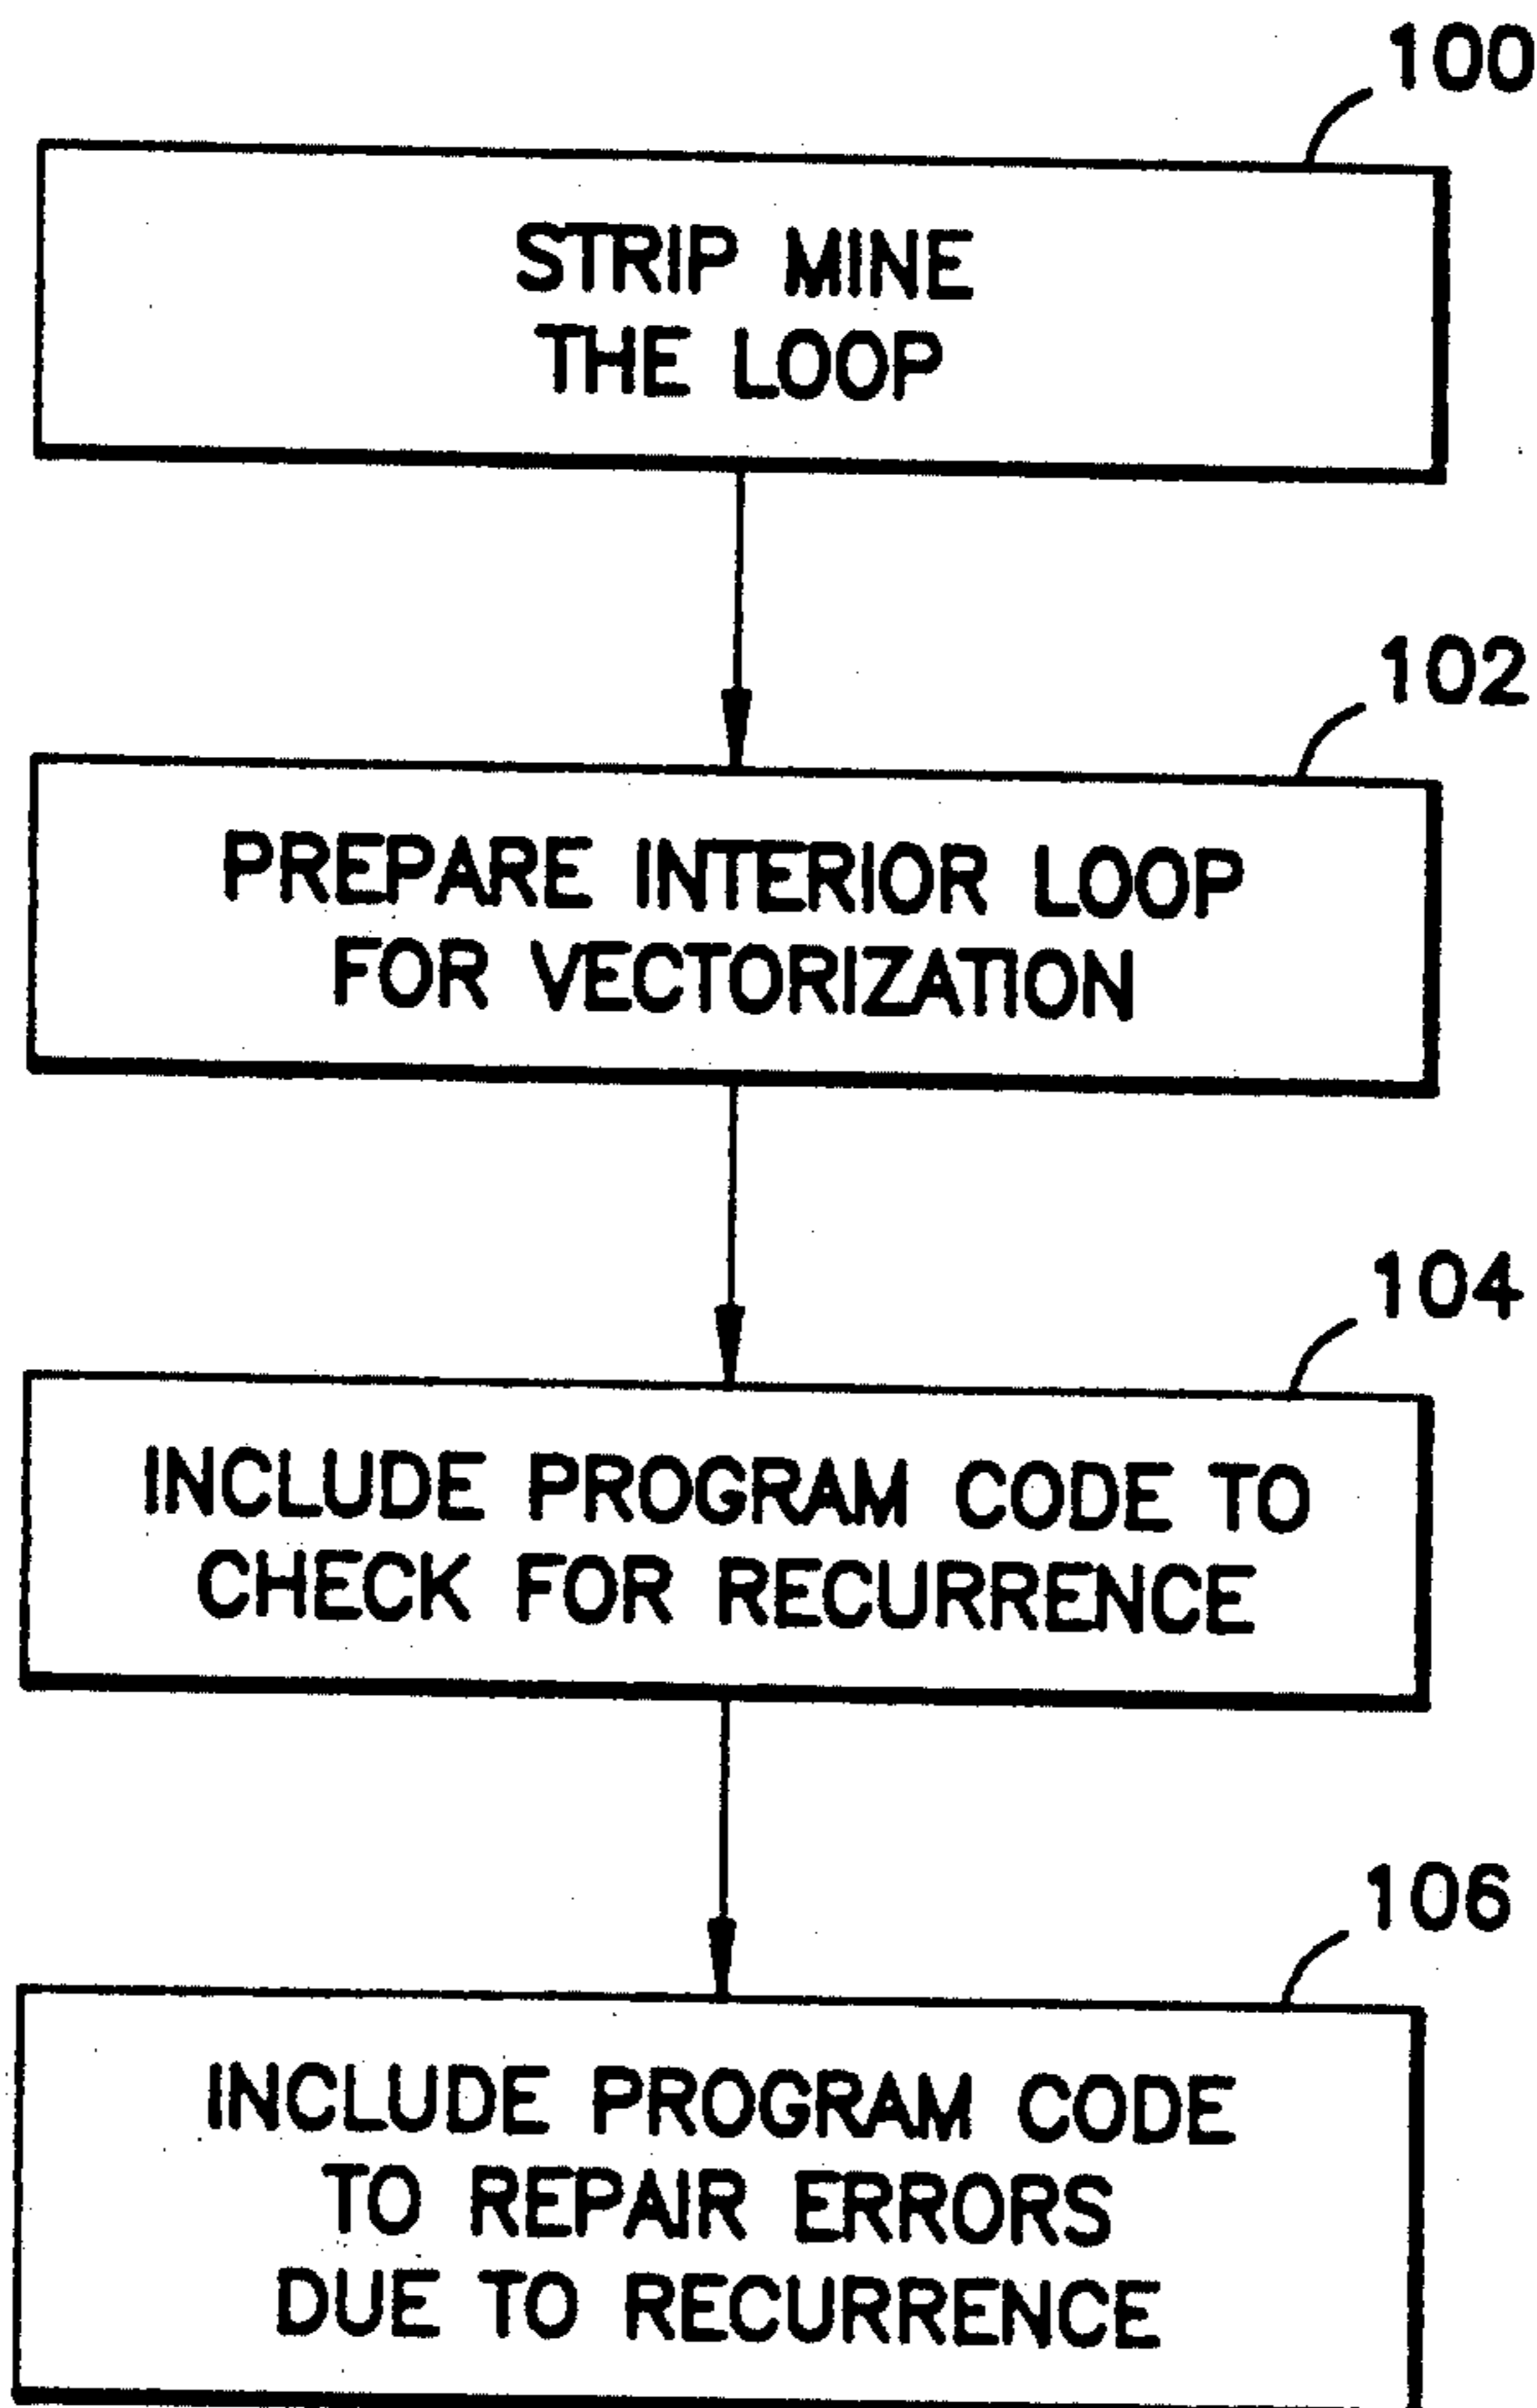 100
STRIP MINE
THE LOOP
102
PREPARE INTERIOR LOOP
FOR VECTORIZATION
104
INCLUDE PROGRAM CODE TO
CHECK FOR RECURRENCE
106
INCLUDE PROGRAM CODE
TO REPAIR ERRORS
DUE TO RECURRENCE